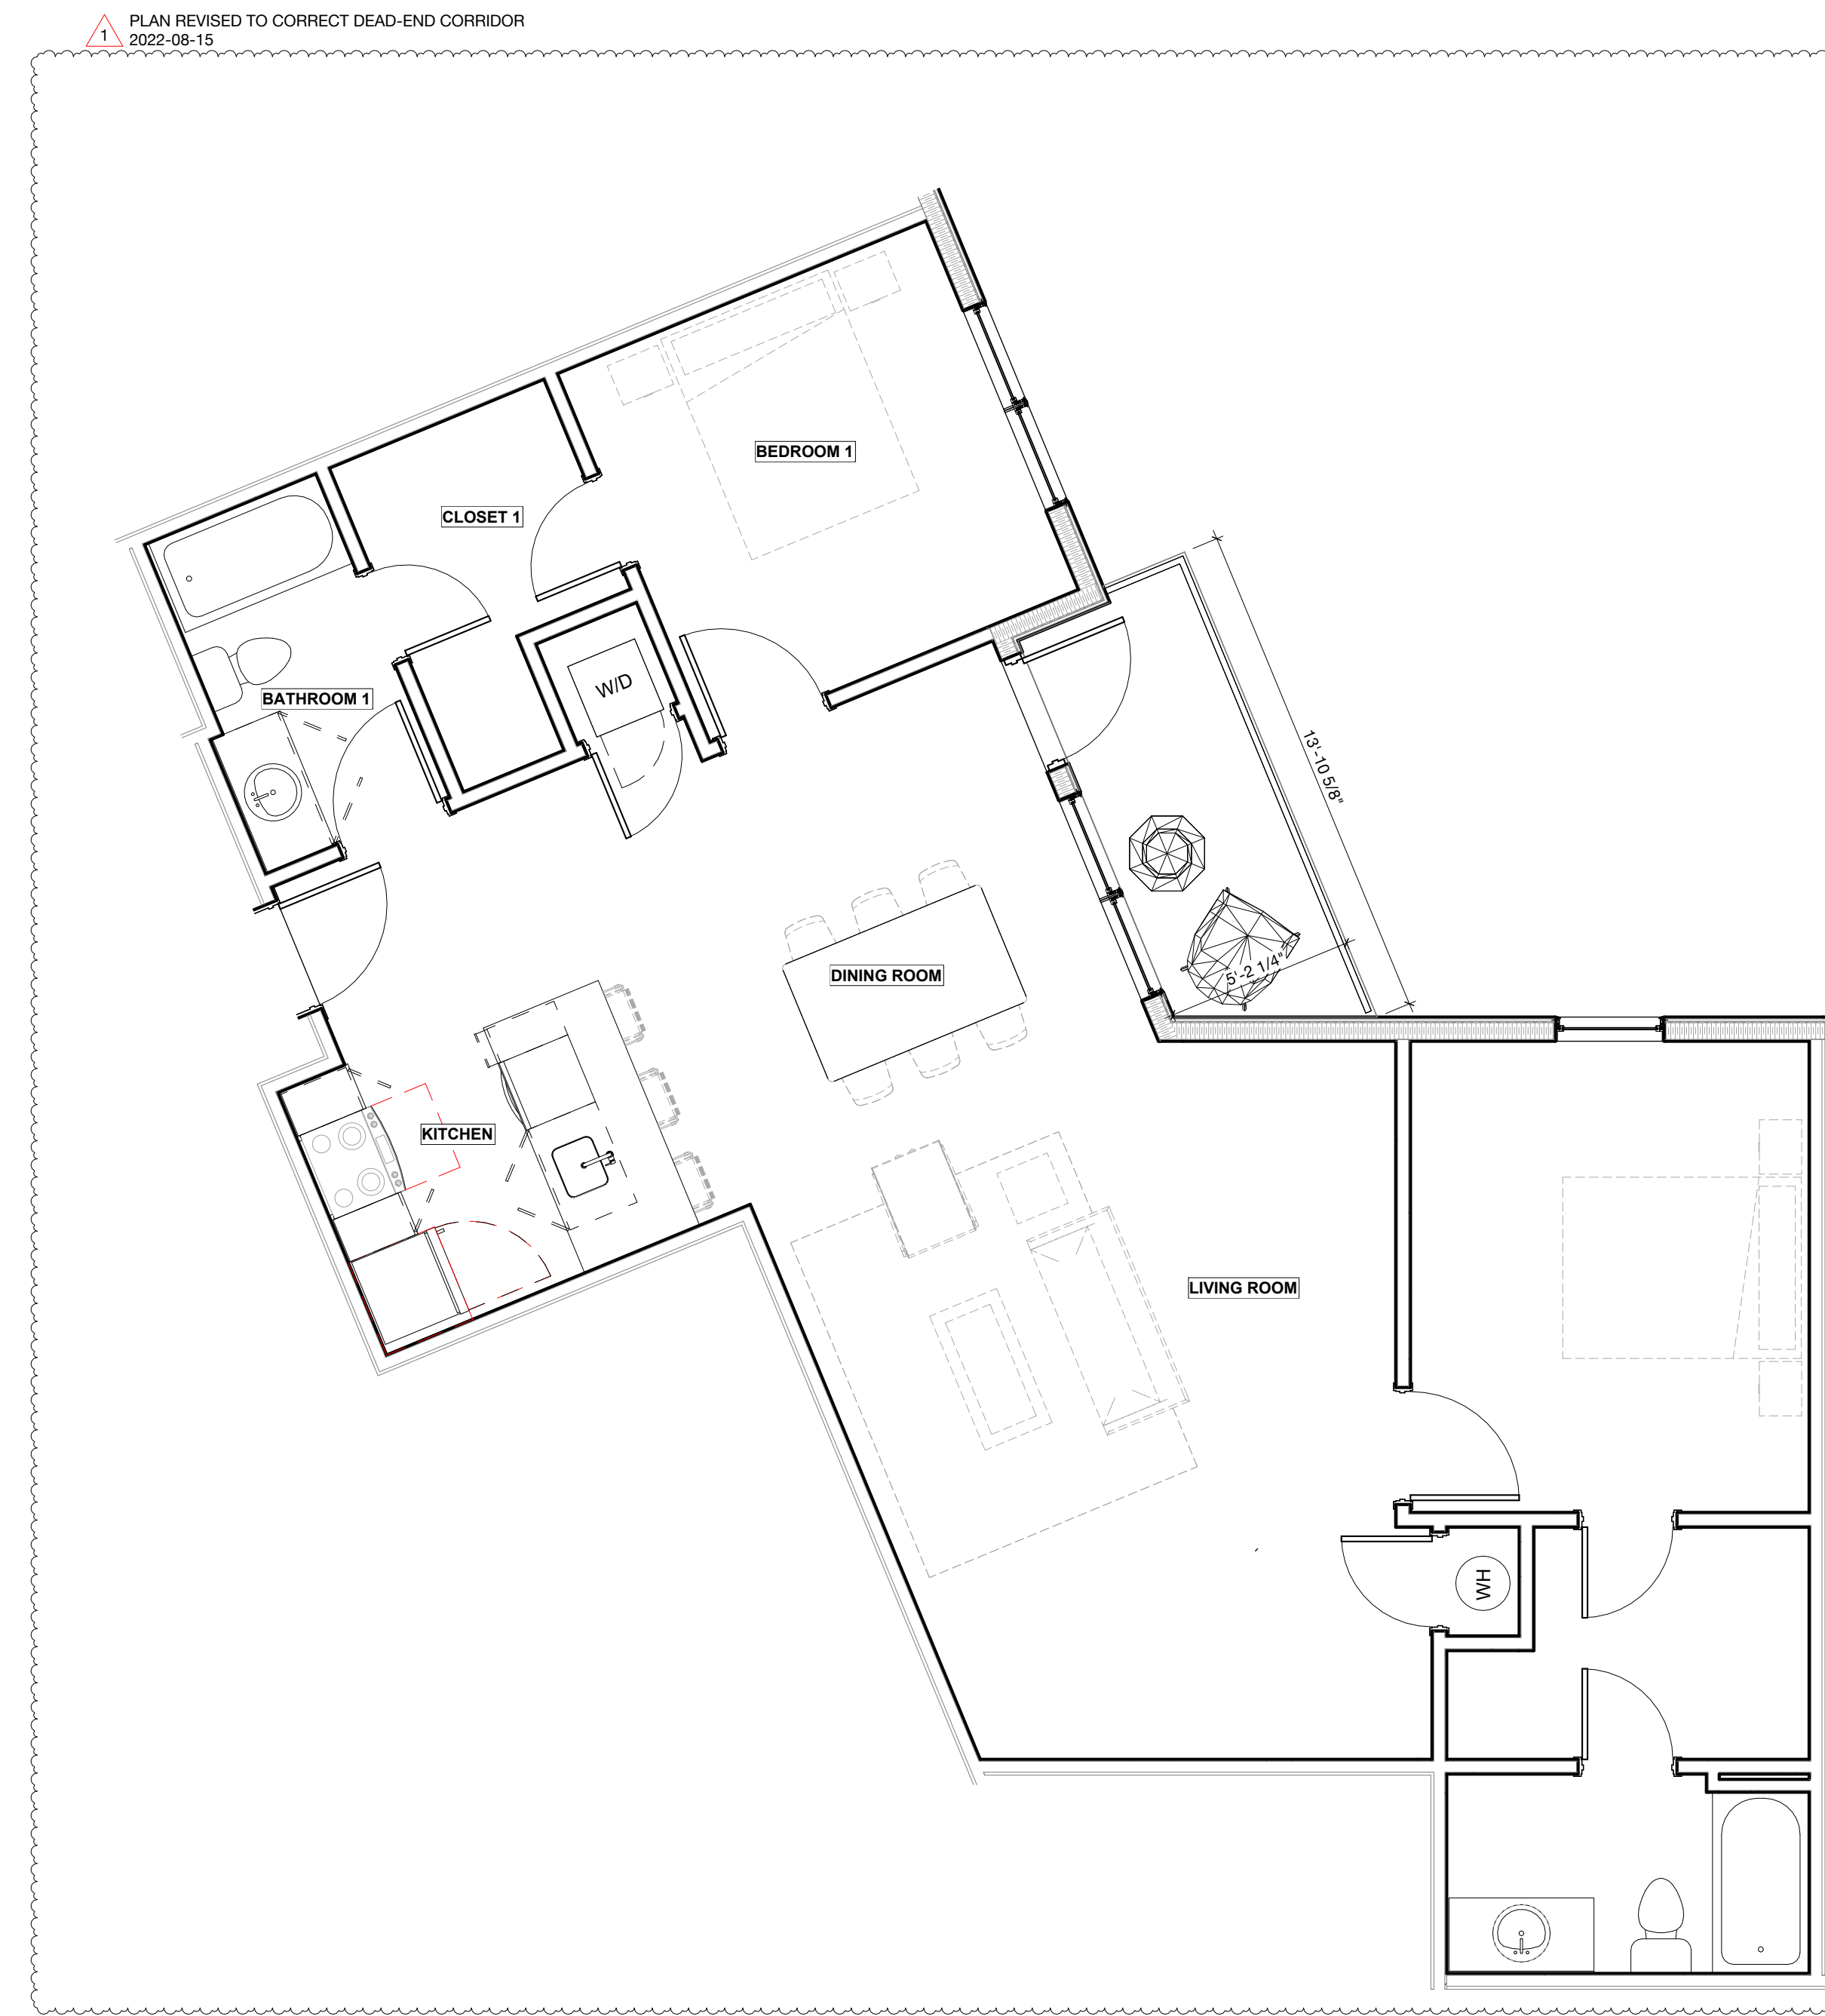 1
PLAN REVISED TO CORRECT DEAD-END CORRIDOR
2022-08-15
BEDROOM 1
CLOSET 1
W/D
BATHROOM 1
13'-10 5/8"
DINING ROOM
5'-2 1/4"
KITCHEN
LIVING ROOM
WH